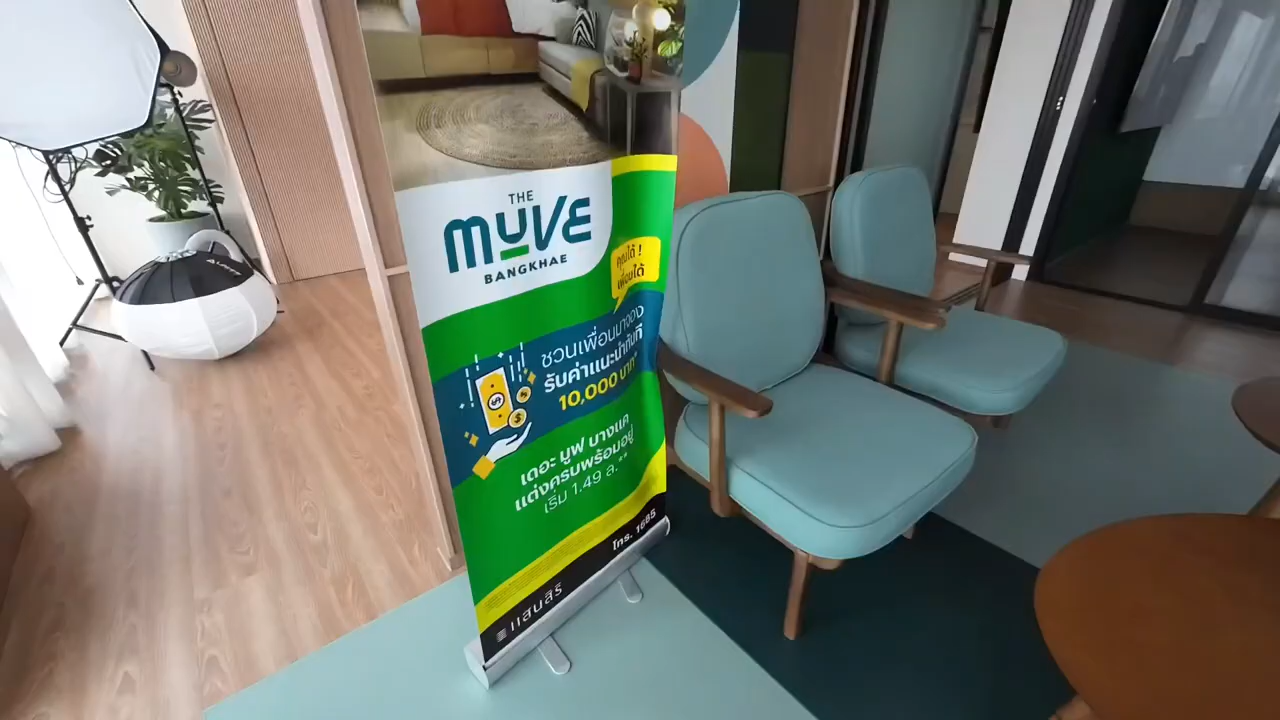 THE
MUVE
BANGKHAE
คุณได้ !
เพื่อนได้
ชวนเพื่อนมาจอง
รับค่าแนะนำทันที
10,000 บาท*
เดอะ มูฟ บางแค
แต่งครบพร้อมอยู่
เริ่ม 1.49 ล.**
โทร. 1685
แสนสิริ